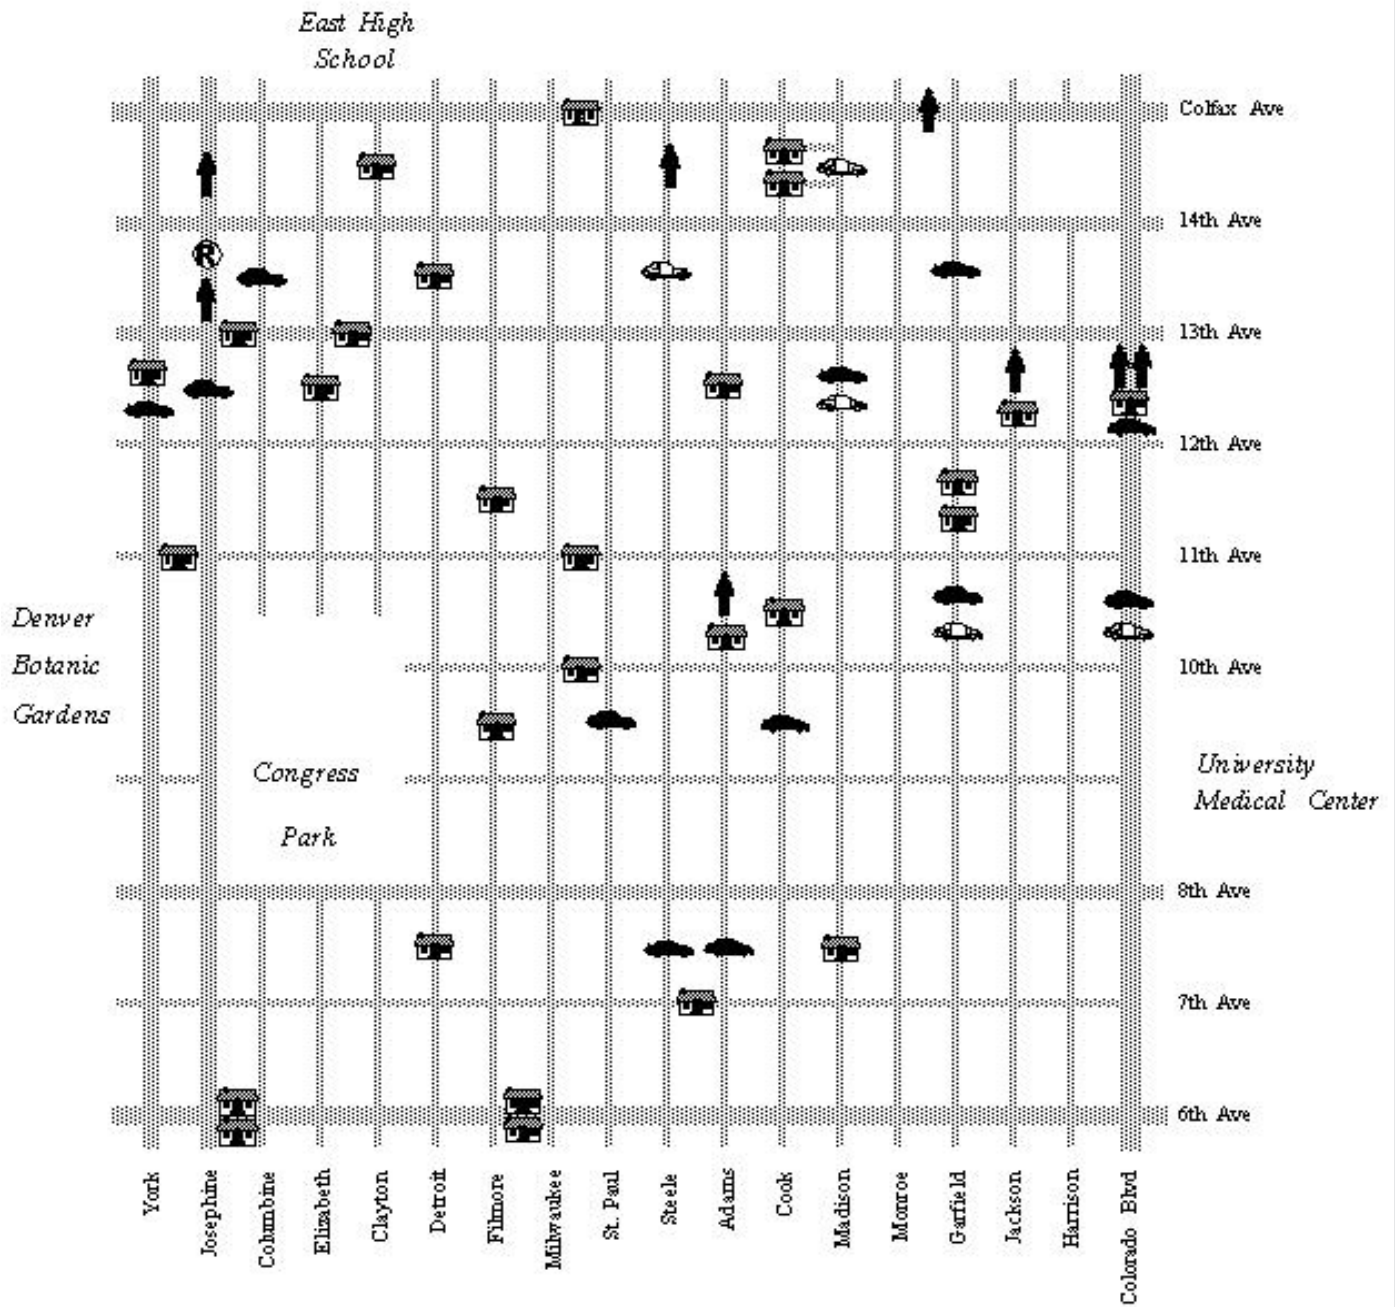 East High
School
Colfax Ave
14th Ave
R
13th Ave
12th Ave
11th Ave
Denver
Botanic
Gardens
10th Ave
Congress
Park
University
Medical Center
8th Ave
7th Ave
6th Ave
York
Josephine
Columbine
Elizabeth
Clayton
Detroit
Filmore
Milwaukee
St. Paul
Steele
Adams
Cook
Madison
Monroe
Garfield
Jackson
Harrison
Colorado Blvd